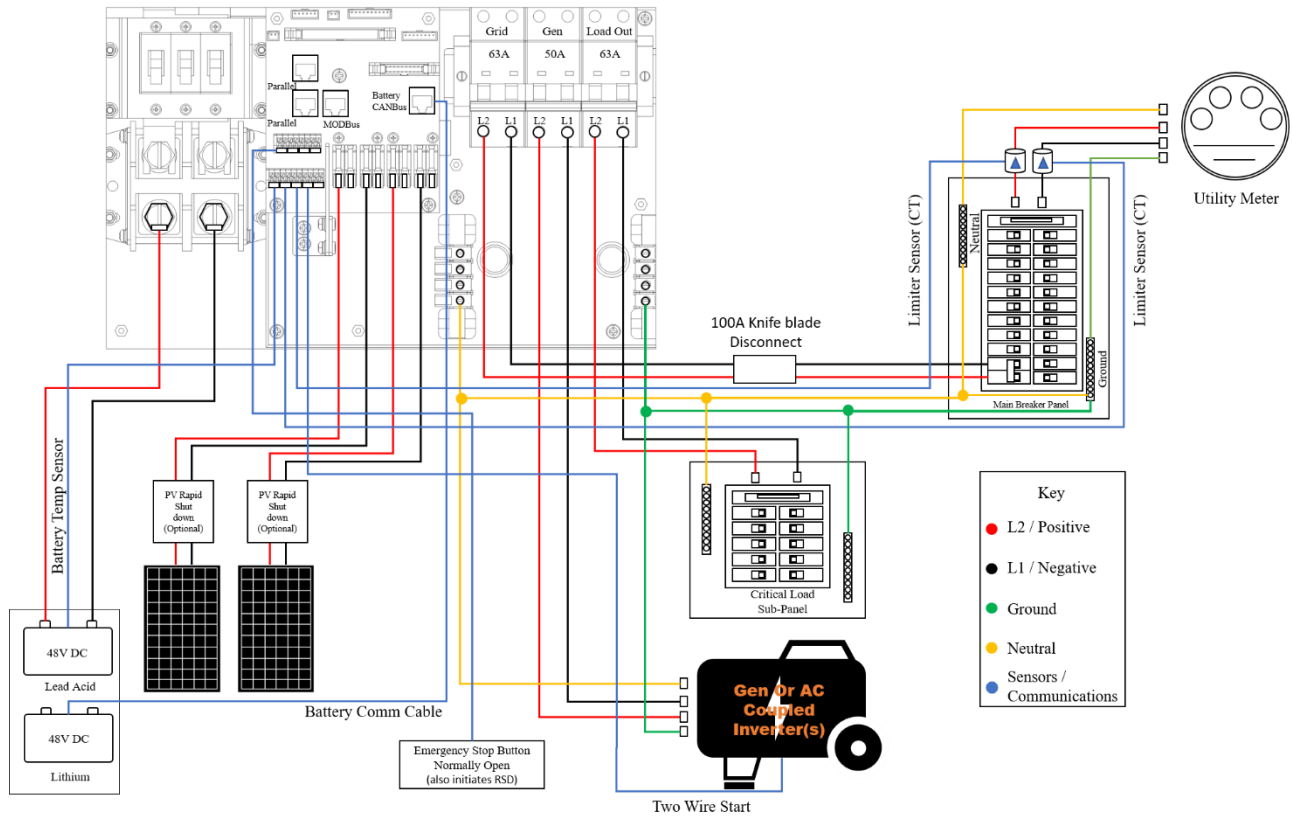 Grid Gen Load Out
63A 50A 63A
L2 L1 L2 L1 L2 L1
Parallel
Parallel
MODBus
Battery
CANBus
Utility Meter
Limiter Sensor (CT)
Neutral
Ground
Limiter Sensor (CT)
Main Breaker Panel
100A Knife blade
Disconnect
Battery Temp Sensor
PV Rapid
Shut
down
(Optional)
PV Rapid
Shut
down
(Optional)
Critical Load
Sub-Panel
Key
L2 / Positive
L1 / Negative
Ground
Neutral
Sensors /
Communications
48V DC
Lead Acid
48V DC
Lithium
Battery Comm Cable
Emergency Stop Button
Normally Open
(also initiates RSD)
Gen Or AC
Coupled
Inverter(s)
Two Wire Start